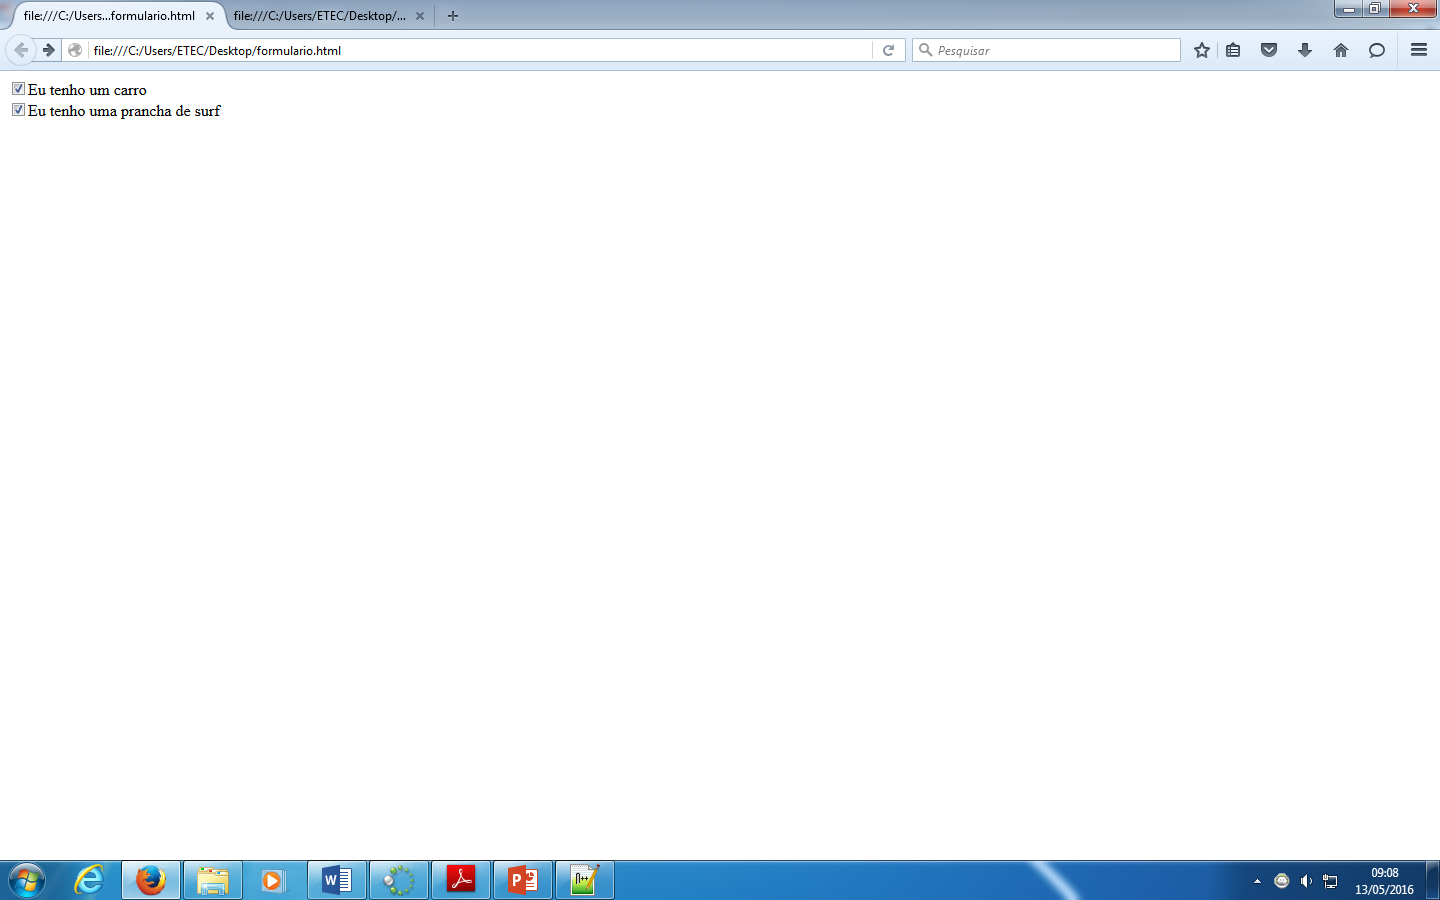 file:///C:/Users...formulario.html
file:///C:/Users/ETEC/Desktop/...
file:///C:/Users/ETEC/Desktop/formulario.html
Pesquisar
Eu tenho um carro
Eu tenho uma prancha de surf
09:08
13/05/2016